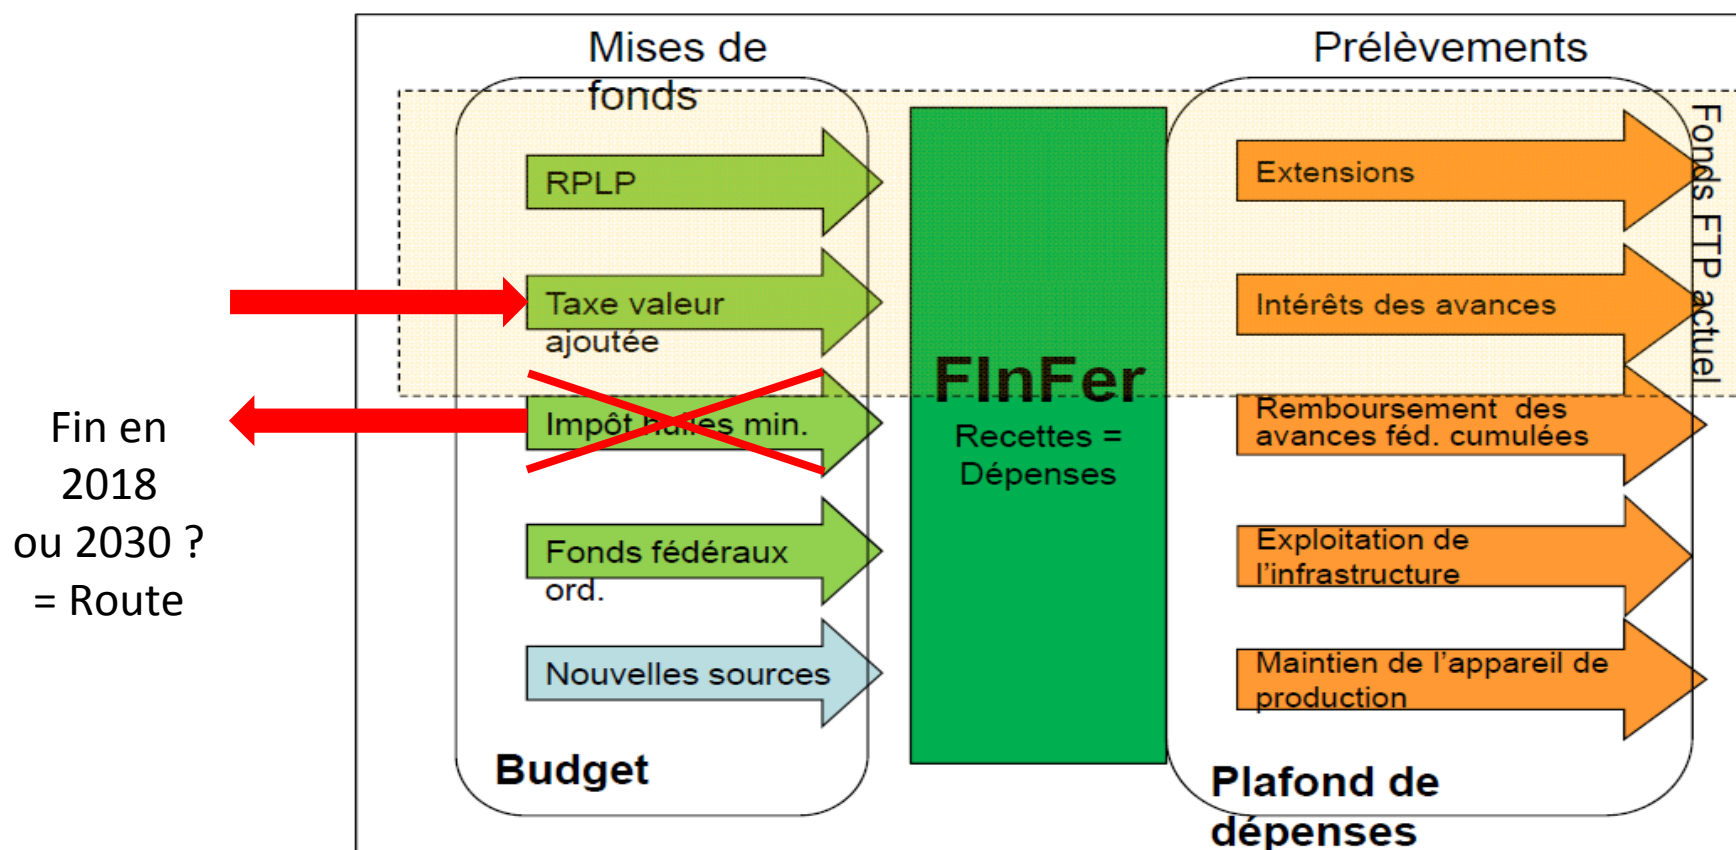 Mises de
fonds
Prélèvements
RPLP
Taxe valeur
ajoutée
Impôt huiles min.
Fonds fédéraux
ord.
Nouvelles sources
Budget
Fin en
2018
ou 2030 ?
= Route
FInFer
Recettes =
Dépenses
Extensions
Intérêts des avances
Remboursement des
avances féd. cumulées
Exploitation de
l’infrastructure
Maintien de l’appareil de
production
Plafond de
dépenses
Fonds FTP actuel